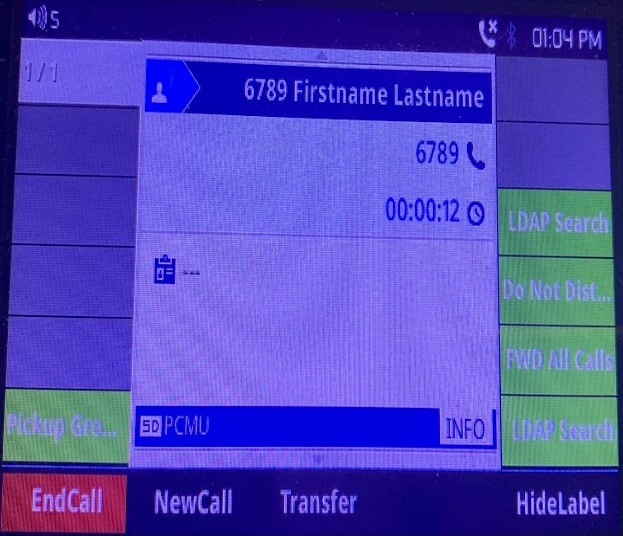 5
01:04 PM
1/1
6789 Firstname Lastname
6789
00:00:12
LDAP Search
---
Do Not Dist...
FWD All Calls
Pickup Gro...
SD PCMU
INFO
LDAP Search
EndCall
NewCall
Transfer
HideLabel